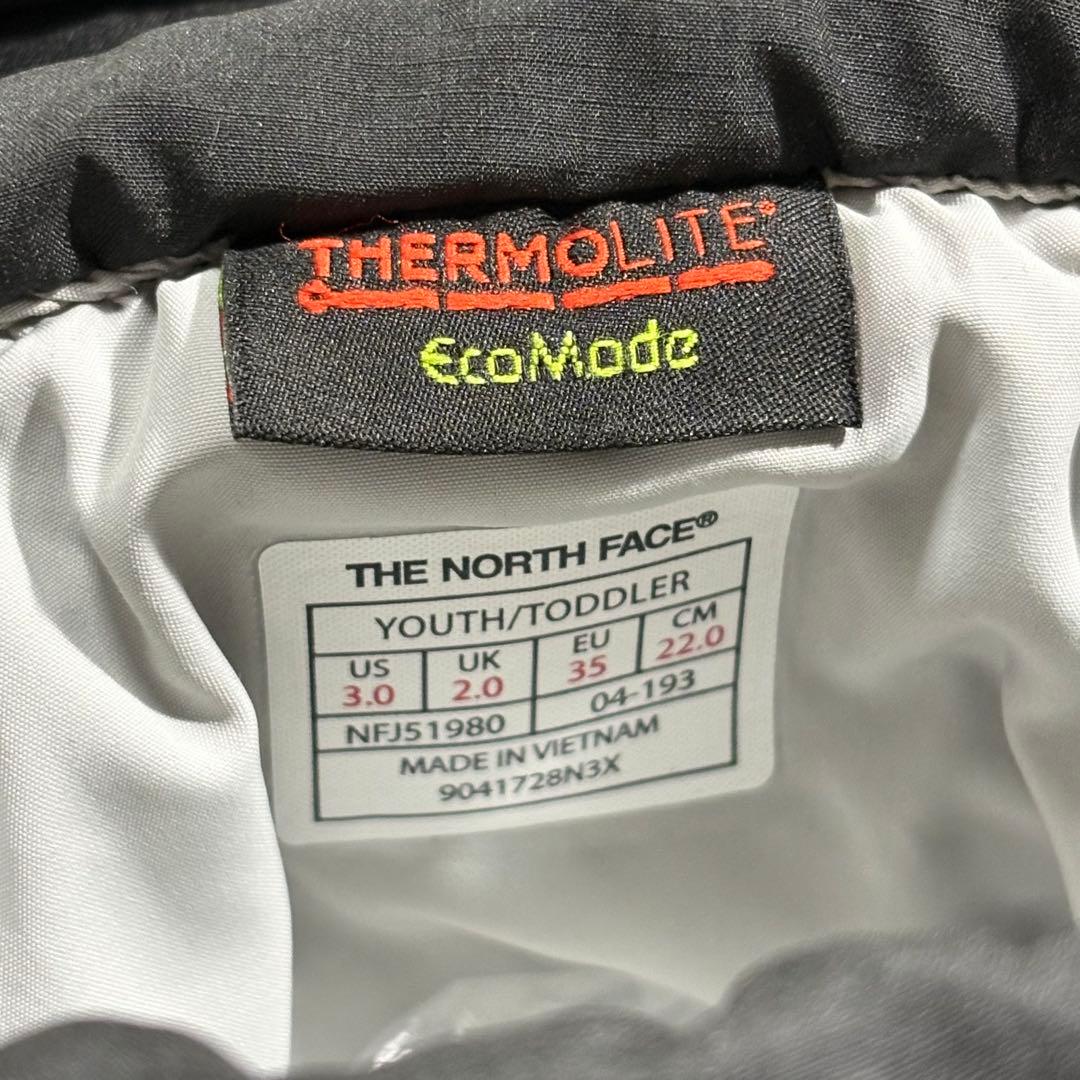 THERMOLITE®
EcoMade
THE NORTH FACE®
YOUTH/TODDLER
US UK EU CM
3.0 2.0 35 22.0
NFJ51980 04-193
MADE IN VIETNAM
9041728N3X